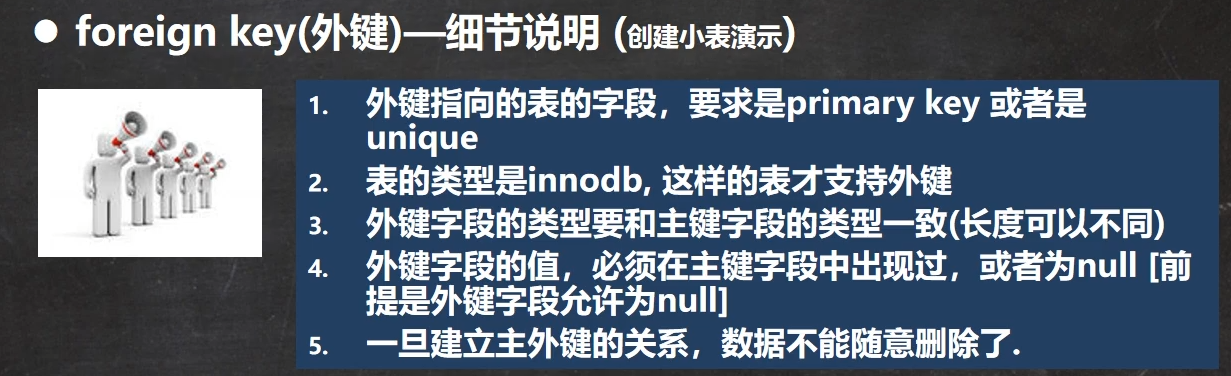 ● foreign key(外键)—细节说明 (创建小表演示)
1. 外键指向的表的字段，要求是primary key 或者是
unique
2. 表的类型是innodb, 这样的表才支持外键
3. 外键字段的类型要和主键字段的类型一致(长度可以不同)
4. 外键字段的值，必须在主键字段中出现过，或者为null [前
提是外键字段允许为null]
5. 一旦建立主外键的关系，数据不能随意删除了.